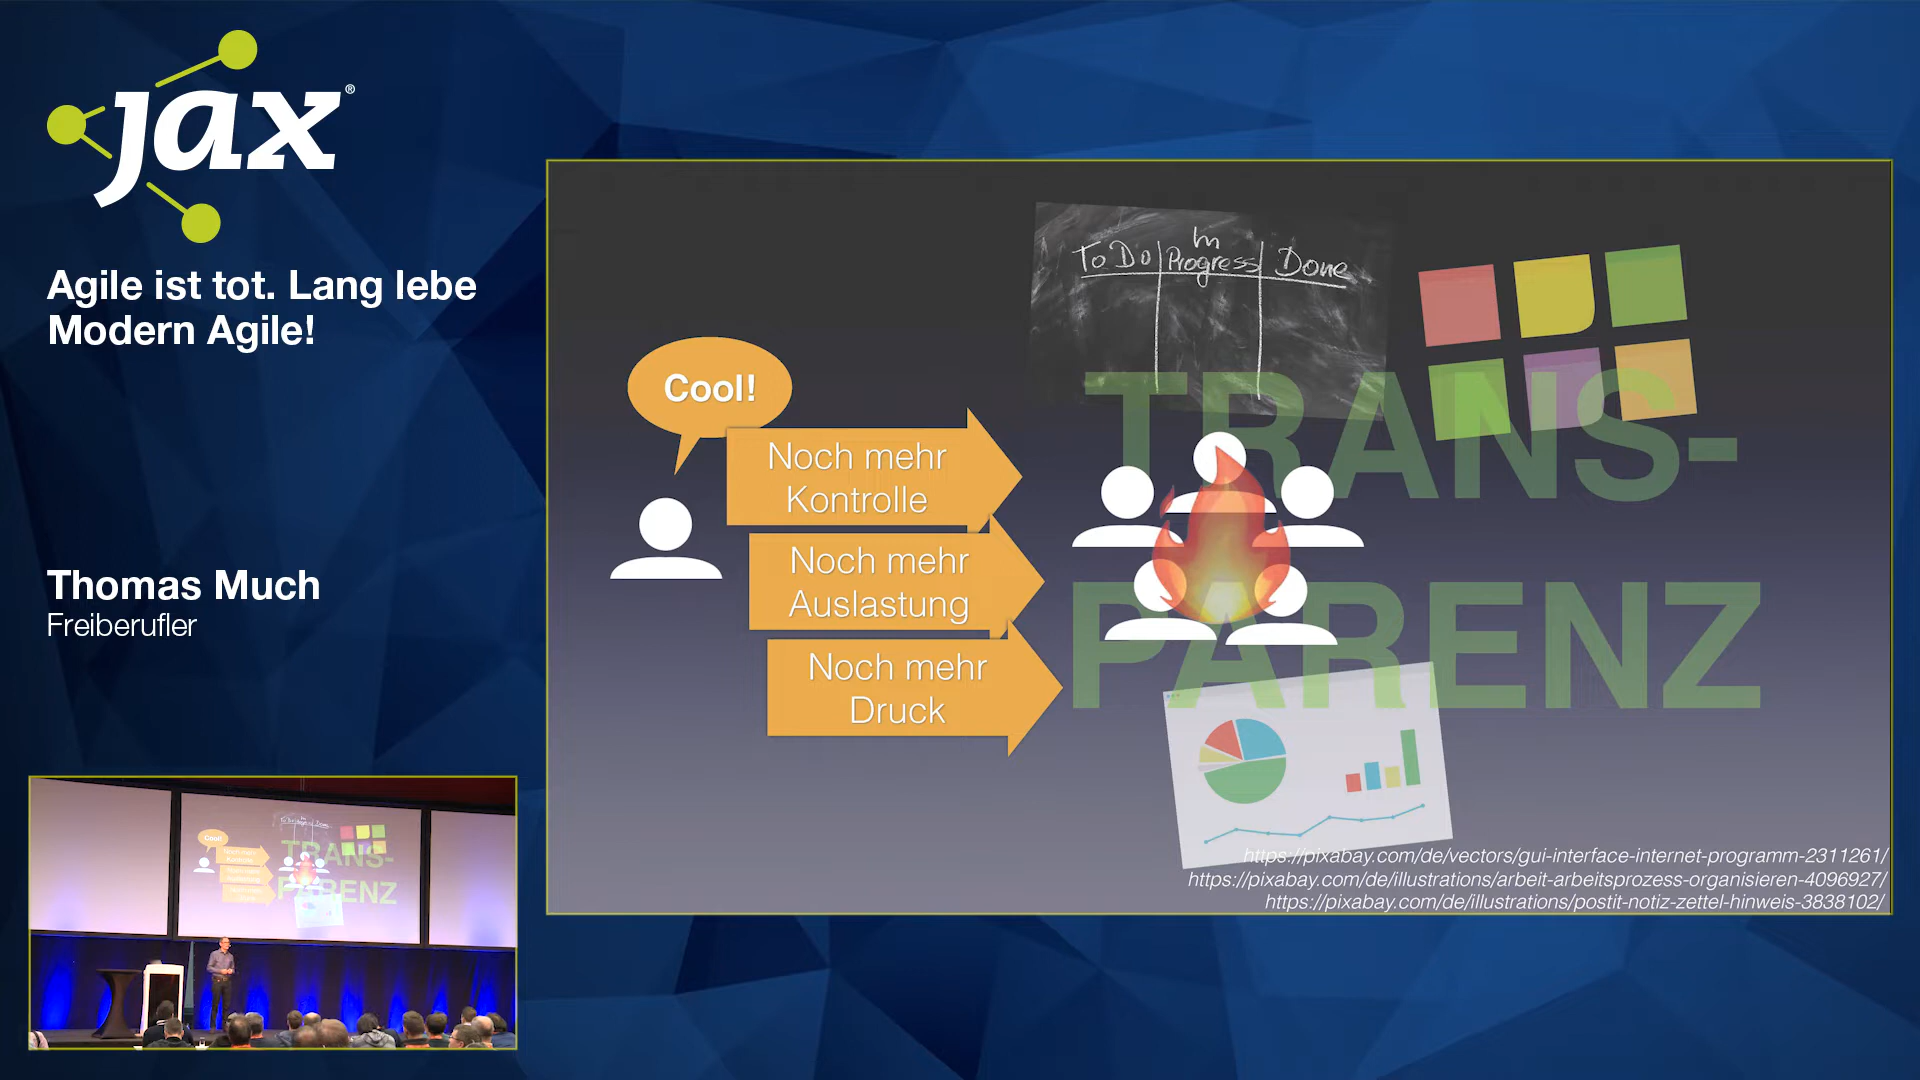 jax®
Agile ist tot. Lang lebe
Modern Agile!
Thomas Much
Freiberufler
To Do In Progress Done
Cool!
TRANS-
PARENZ
Noch mehr
Kontrolle
Noch mehr
Auslastung
Noch mehr
Druck
https://pixabay.com/de/vectors/gui-interface-internet-programm-2311261/
https://pixabay.com/de/illustrations/arbeit-arbeitsprozess-organisieren-4096927/
https://pixabay.com/de/illustrations/postit-notiz-zettel-hinweis-3838102/
Cool!
TRANS-
PARENZ